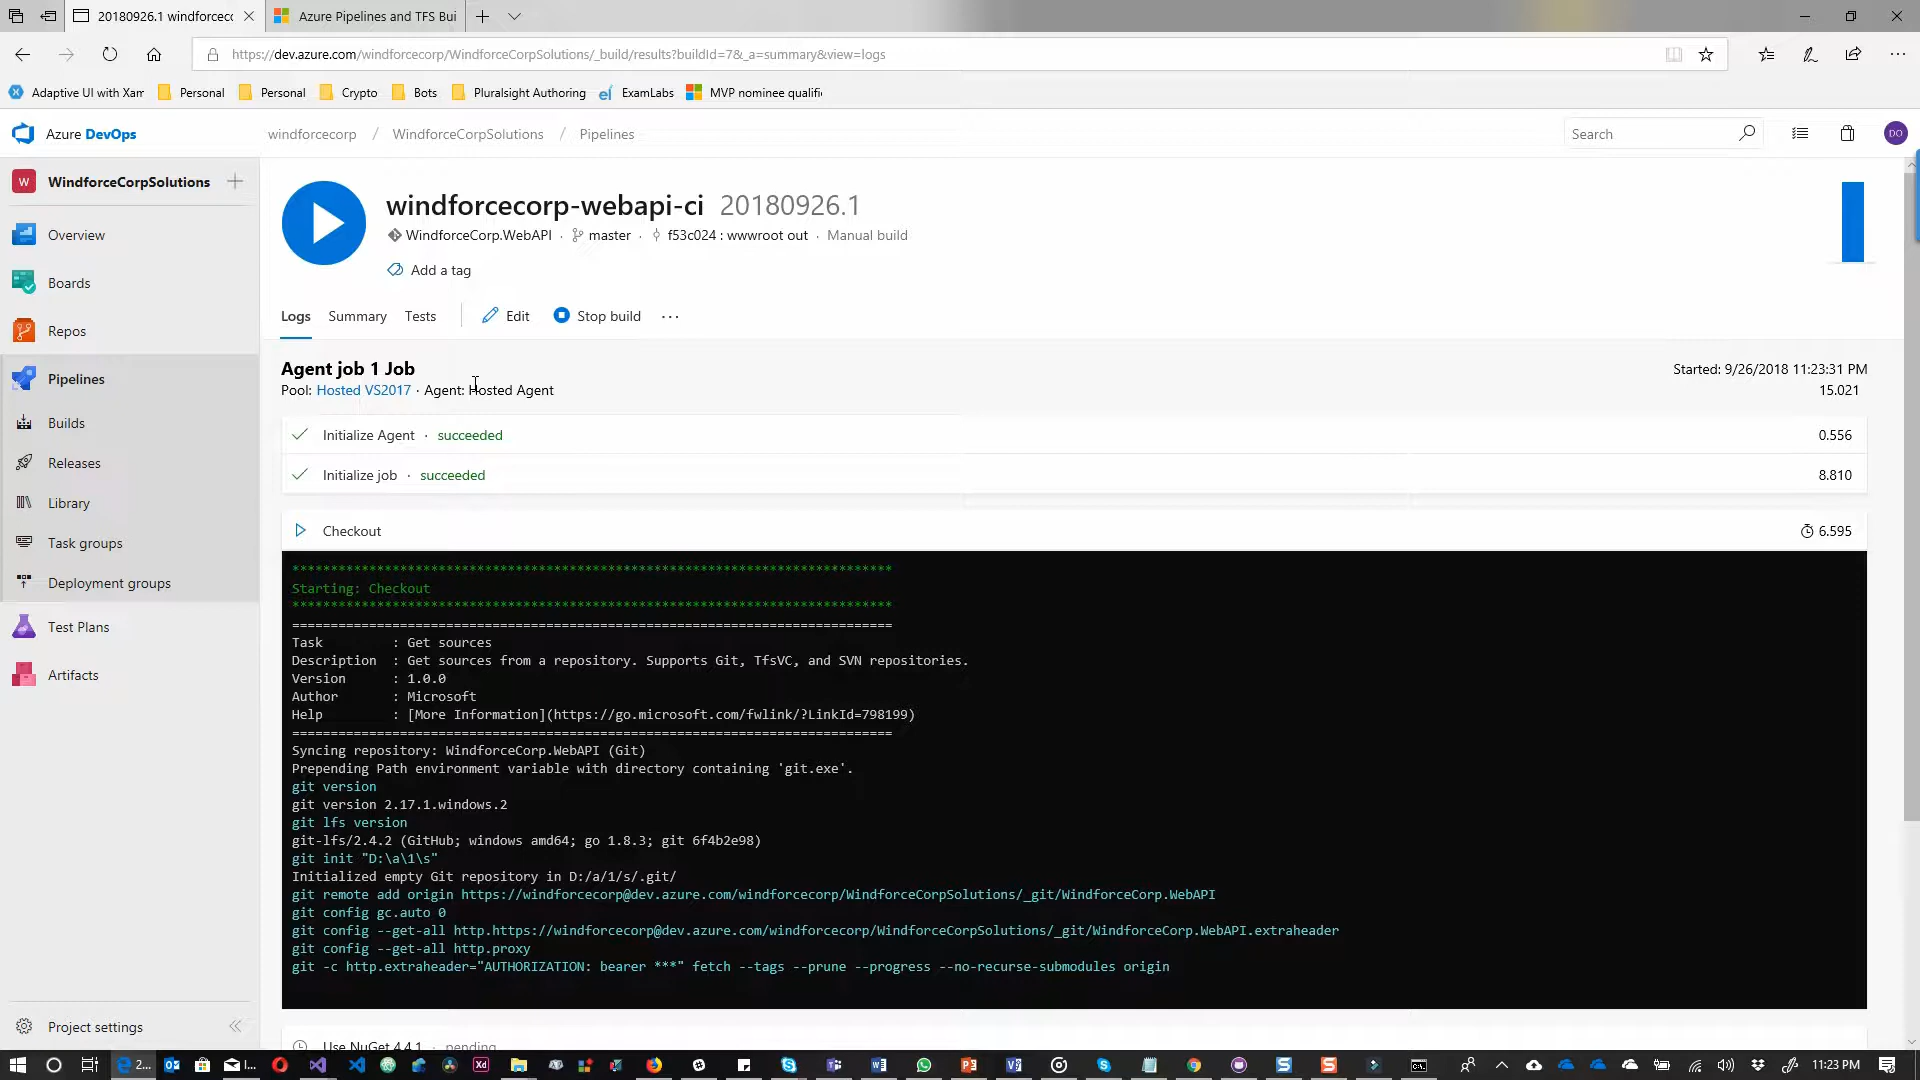 20180926.1 windforcec
Azure Pipelines and TFS Bui
https://dev.azure.com/windforcecorp/WindforceCorpSolutions/_build/results?buildId=7&_a=summary&view=logs
Adaptive UI with Xam
Personal
Personal
Crypto
Bots
Pluralsight Authoring
ExamLabs
MVP nominee qualifi
Azure DevOps
windforcecorp / WindforceCorpSolutions / Pipelines
Search
DO
W WindforceCorpSolutions
Overview
Boards
Repos
Pipelines
Builds
Releases
Library
Task groups
Deployment groups
Test Plans
Artifacts
Project settings
windforcecorp-webapi-ci 20180926.1
WindforceCorp.WebAPI · master · f53c024 : wwwroot out · Manual build
Add a tag
Logs Summary Tests Edit Stop build ...
Agent job 1 Job
Pool: Hosted VS2017 · Agent: Hosted Agent
Started: 9/26/2018 11:23:31 PM
15.021
Initialize Agent · succeeded 0.556
Initialize job · succeeded 8.810
Checkout 6.595
******************************************************************************
Starting: Checkout
******************************************************************************
==============================================================================
Task : Get sources
Description : Get sources from a repository. Supports Git, TfsVC, and SVN repositories.
Version : 1.0.0
Author : Microsoft
Help : [More Information](https://go.microsoft.com/fwlink/?LinkId=798199)
==============================================================================
Syncing repository: WindforceCorp.WebAPI (Git)
Prepending Path environment variable with directory containing 'git.exe'.
git version
git version 2.17.1.windows.2
git lfs version
git-lfs/2.4.2 (GitHub; windows amd64; go 1.8.3; git 6f4b2e98)
git init "D:\a\1\s"
Initialized empty Git repository in D:/a/1/s/.git/
git remote add origin https://windforcecorp@dev.azure.com/windforcecorp/WindforceCorpSolutions/_git/WindforceCorp.WebAPI
git config gc.auto 0
git config --get-all http.https://windforcecorp@dev.azure.com/windforcecorp/WindforceCorpSolutions/_git/WindforceCorp.WebAPI.extraheader
git config --get-all http.proxy
git -c http.extraheader="AUTHORIZATION: bearer ***" fetch --tags --prune --progress --no-recurse-submodules origin
Use NuGet 4.4.1 · pending
2...
I...
11:23 PM